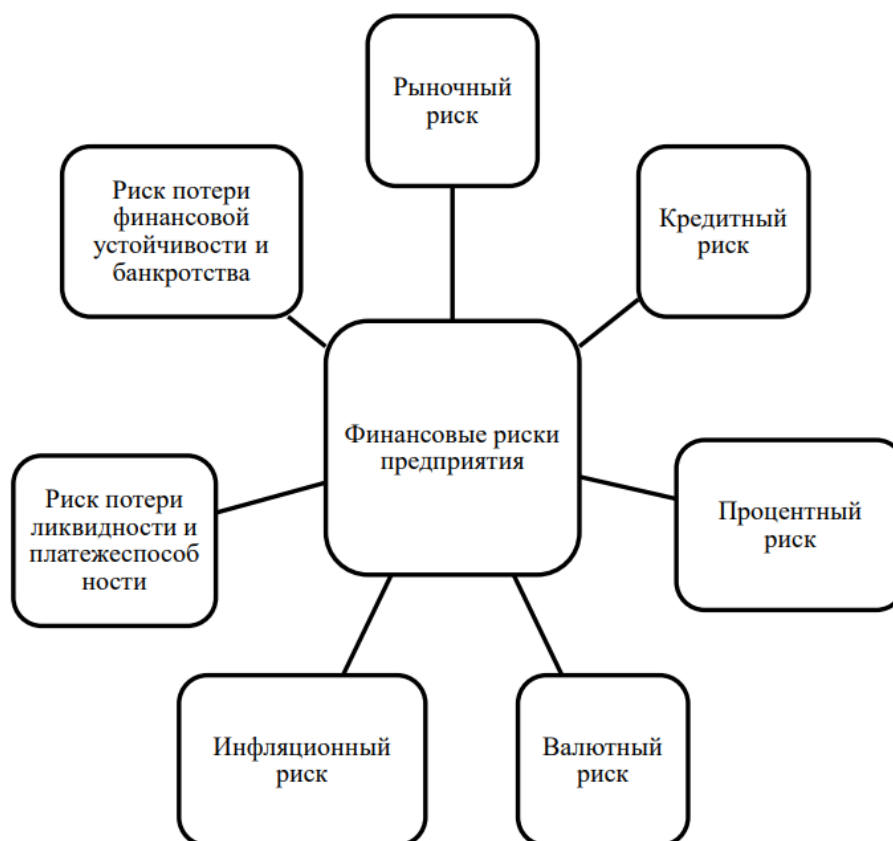 Рыночный
риск
Риск потери
финансовой
устойчивости и
банкротства
Кредитный
риск
Финансовые риски
предприятия
Риск потери
ликвидности и
платежеспособ
ности
Процентный
риск
Инфляционный
риск
Валютный
риск